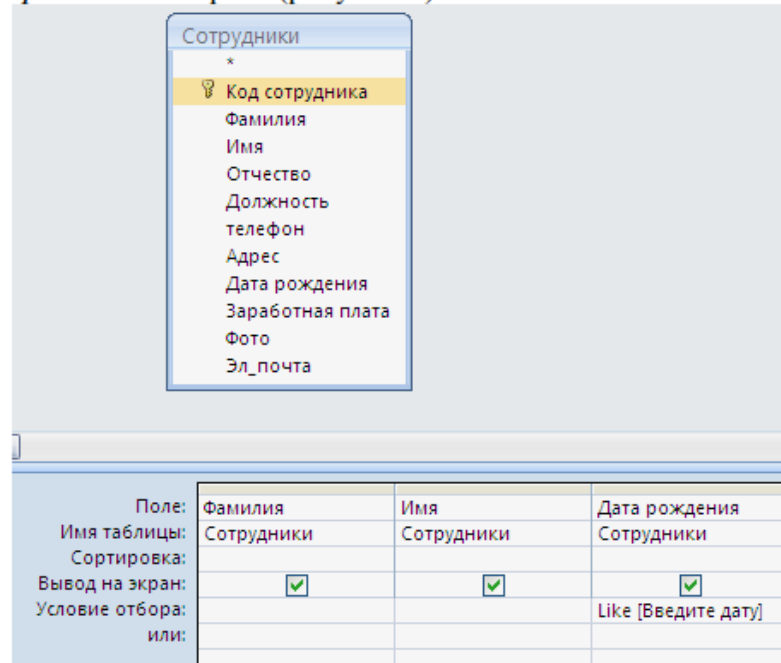 Сотрудники
*
Код сотрудника
Фамилия
Имя
Отчество
Должность
телефон
Адрес
Дата рождения
Заработная плата
Фото
Эл_почта
Поле: Фамилия Имя Дата рождения
Имя таблицы: Сотрудники Сотрудники Сотрудники
Сортировка:
Вывод на экран:
Условие отбора: Like [Введите дату]
или: